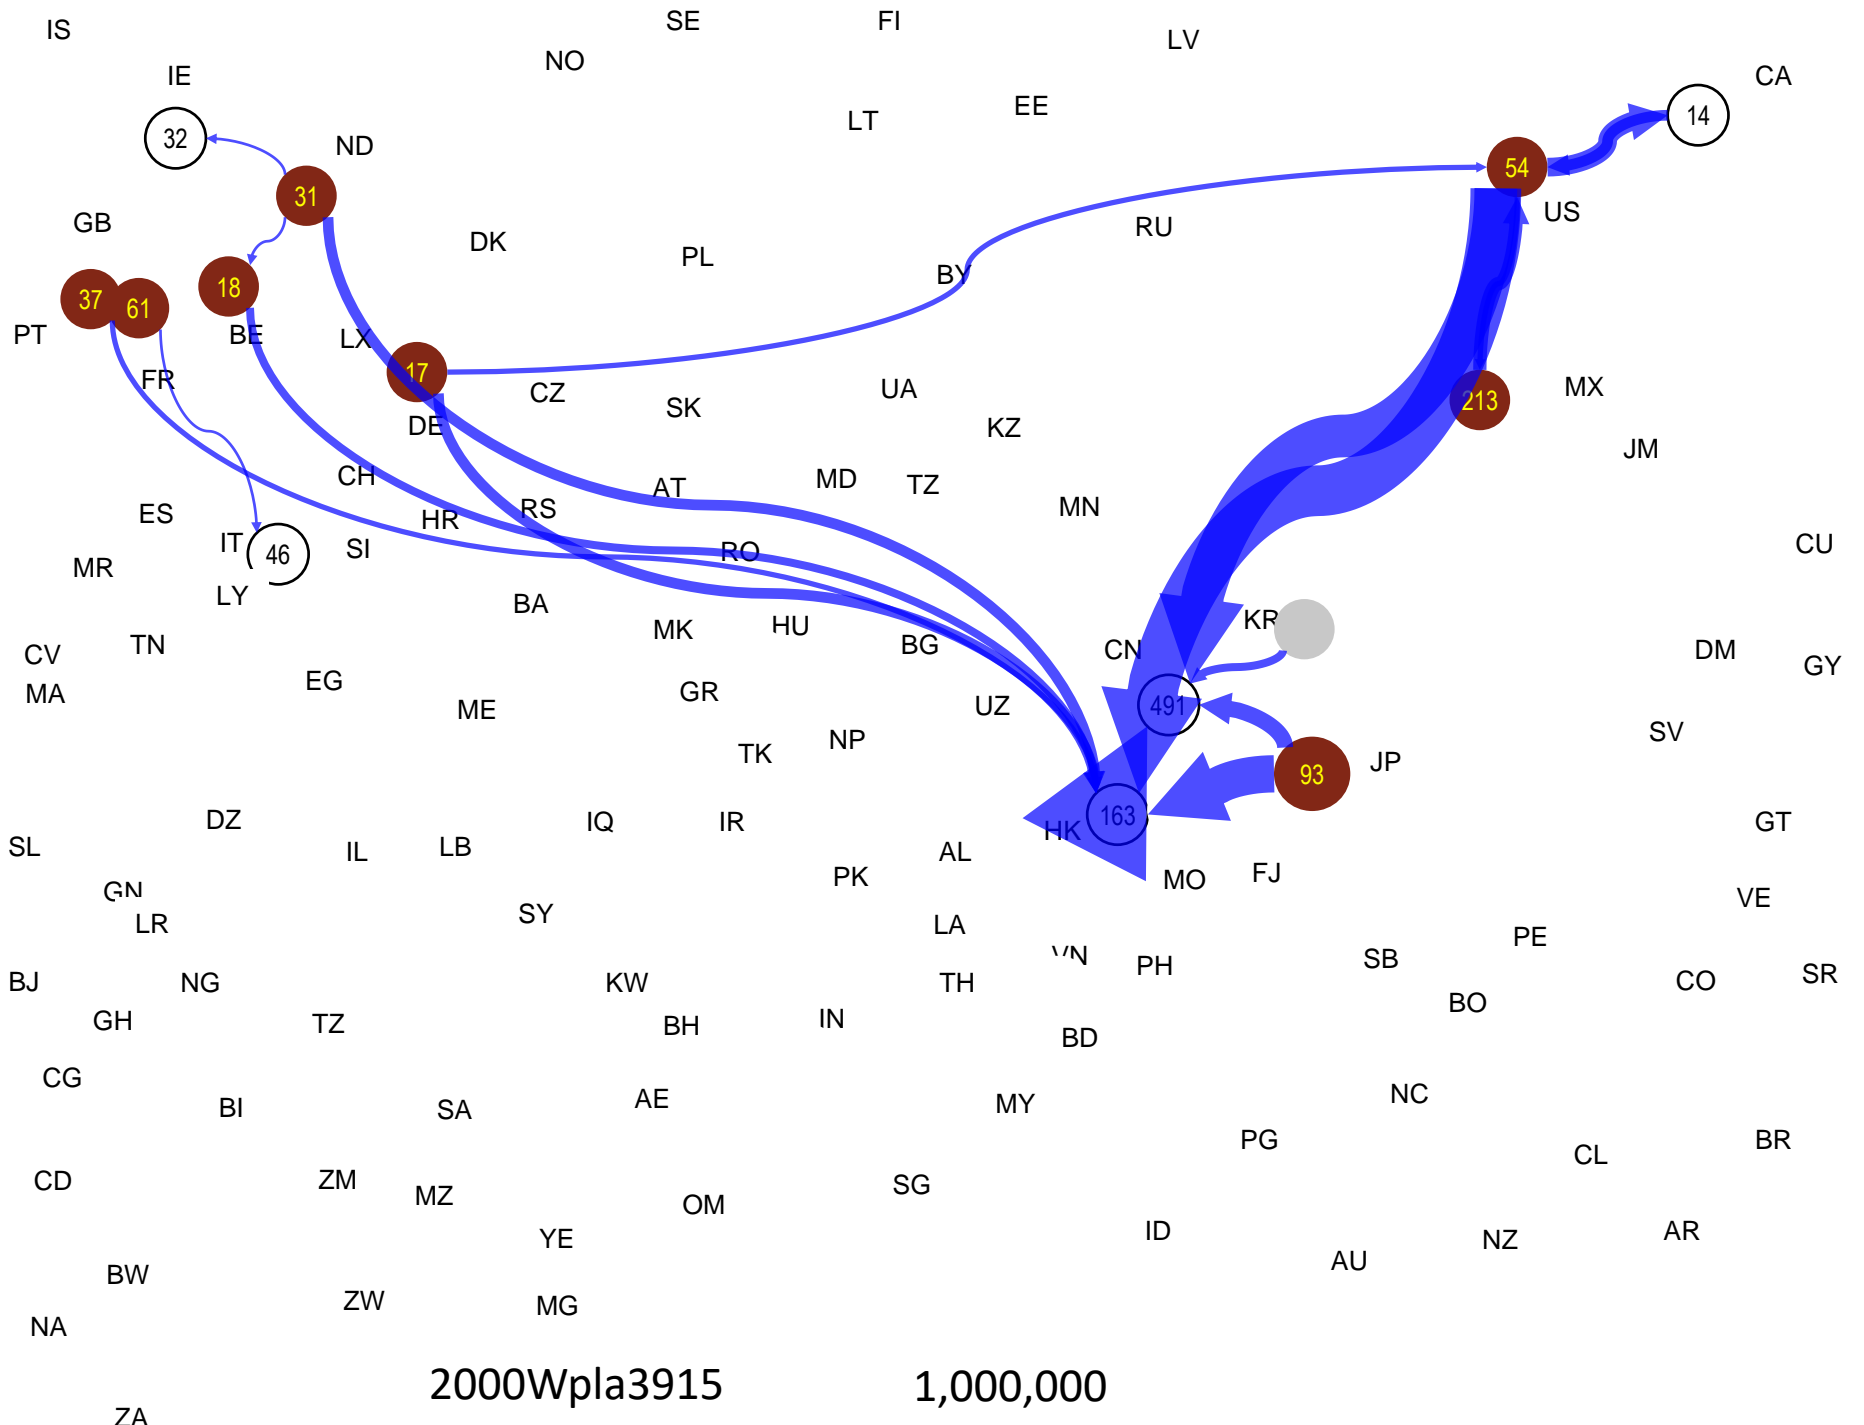 SE
FI
IS
LV
NO
IE
CA
EE
14
LT
32
ND
54
31
US
GB
RU
DK
PL
BY
18
37
61
PT
BE
LX
17
FR
CZ
UA
MX
213
SK
DE
KZ
JM
CH
MD
TZ
AT
MN
RS
ES
HR
IT
46
SI
RO
CU
MR
LY
BA
KR
HU
MK
TN
BG
CN
DM
CV
GY
EG
GR
MA
491
UZ
ME
SV
NP
TK
JP
93
163
DZ
IQ
IR
HK
GT
SL
IL
LB
AL
PK
MO
FJ
GN
VE
SY
LR
LA
PE
VN
PH
SB
SR
BJ
NG
KW
TH
CO
BO
GH
TZ
BH
IN
BD
CG
NC
AE
MY
BI
SA
PG
BR
CL
CD
ZM
SG
MZ
OM
ID
AR
YE
NZ
AU
BW
ZW
MG
NA
2000Wpla3915
1,000,000
ZA